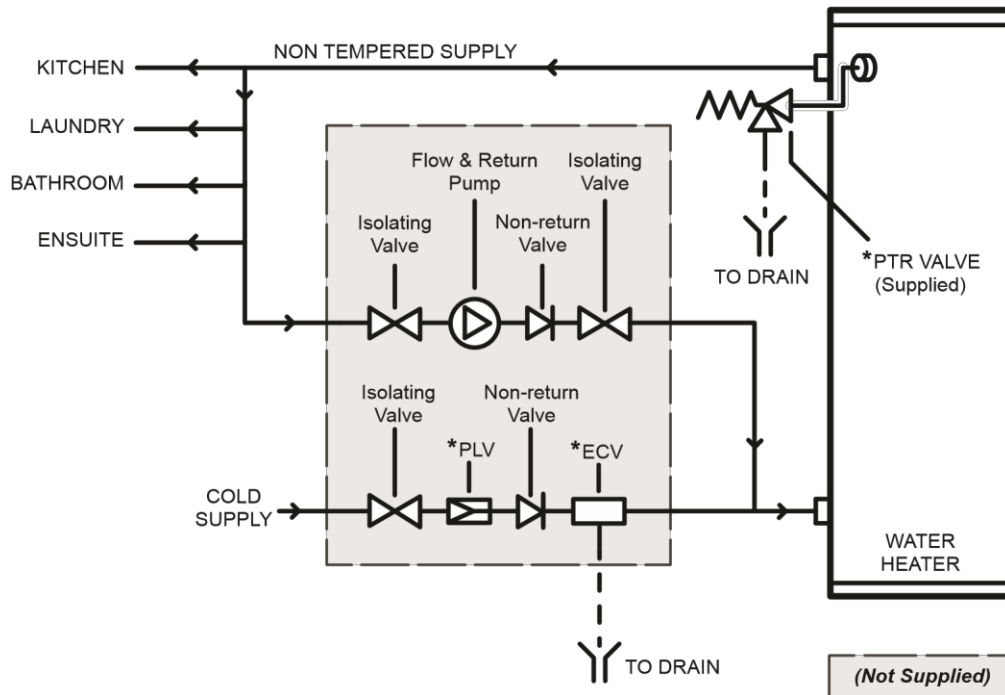 NON TEMPERED SUPPLY
KITCHEN
LAUNDRY
BATHROOM
ENSUITE
Flow & Return
Pump
Isolating
Valve
Isolating
Valve
Non-return
Valve
TO DRAIN
*PTR VALVE
(Supplied)
Isolating
Valve
Non-return
Valve
*PLV
*ECV
COLD
SUPPLY
WATER
HEATER
TO DRAIN
(Not Supplied)